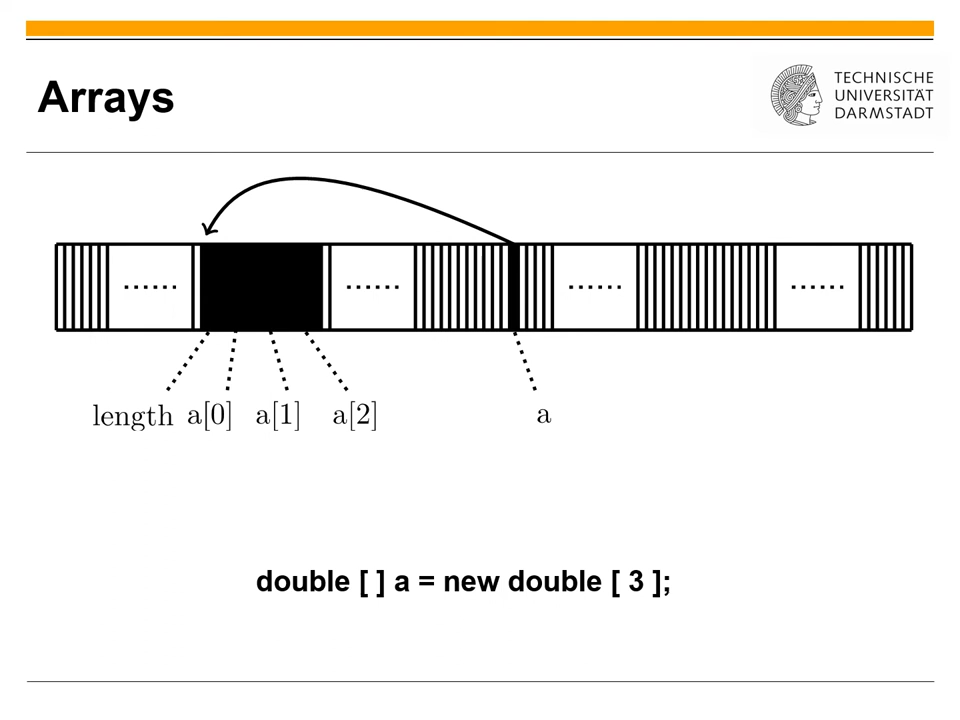 Arrays
TECHNISCHE
UNIVERSITÄT
DARMSTADT
...... ...... ...... ......
length a[0] a[1] a[2] a
double [ ] a = new double [ 3 ];